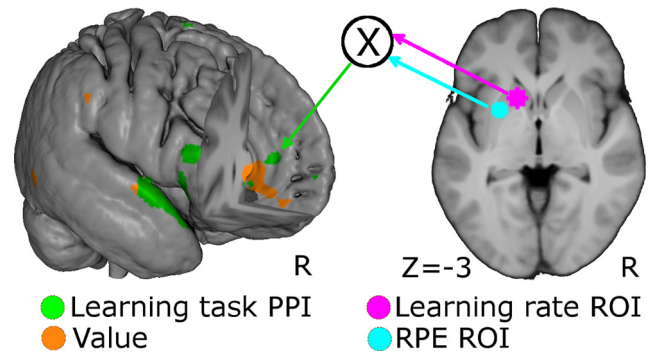 X
R
Z=-3
R
Learning task PPI
Value
Learning rate ROI
RPE ROI